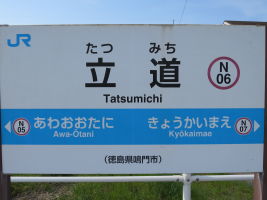 JR
たつ みち
立道
N
06
Tatsumichi
N
05
あわおおたに
Awa-Ōtani
きょうかいまえ
Kyōkaimae
N
07
(徳島県鳴門市)